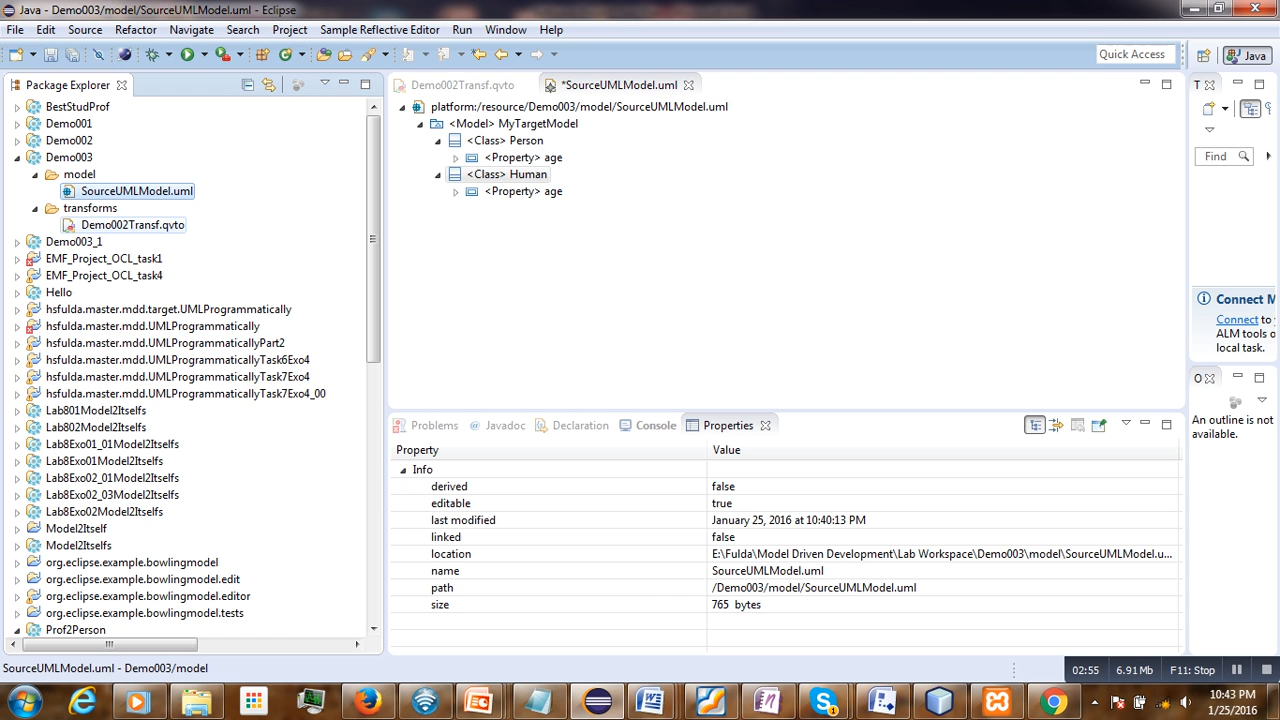 Java - Demo003/model/SourceUMLModel.uml - Eclipse
File Edit Source Refactor Navigate Search Project Sample Reflective Editor Run Window Help
Quick Access
Java
Package Explorer
BestStudProf
Demo001
Demo002
Demo003
model
SourceUMLModel.uml
transforms
Demo002Transf.qvto
Demo003_1
EMF_Project_OCL_task1
EMF_Project_OCL_task4
Hello
hsfulda.master.mdd.target.UMLProgrammatically
hsfulda.master.mdd.UMLProgrammatically
hsfulda.master.mdd.UMLProgrammaticallyPart2
hsfulda.master.mdd.UMLProgrammaticallyTask6Exo4
hsfulda.master.mdd.UMLProgrammaticallyTask7Exo4
hsfulda.master.mdd.UMLProgrammaticallyTask7Exo4_00
Lab801Model2Itselfs
Lab802Model2Itselfs
Lab8Exo01_01Model2Itselfs
Lab8Exo01Model2Itselfs
Lab8Exo02_01Model2Itselfs
Lab8Exo02_03Model2Itselfs
Lab8Exo02Model2Itselfs
Model2Itself
Model2Itselfs
org.eclipse.example.bowlingmodel
org.eclipse.example.bowlingmodel.edit
org.eclipse.example.bowlingmodel.editor
org.eclipse.example.bowlingmodel.tests
Prof2Person
Demo002Transf.qvto *SourceUMLModel.uml
platform:/resource/Demo003/model/SourceUMLModel.uml
<Model> MyTargetModel
<Class> Person
<Property> age
<Class> Human
<Property> age
T
Find
Connect M
Connect to
ALM tools o
local task.
O
An outline is not
available.
Problems Javadoc Declaration Console Properties
Property Value
Info
derived false
editable true
last modified January 25, 2016 at 10:40:13 PM
linked false
location E:\Fulda\Model Driven Development\Lab Workspace\Demo003\model\SourceUMLModel.u...
name SourceUMLModel.uml
path /Demo003/model/SourceUMLModel.uml
size 765 bytes
SourceUMLModel.uml - Demo003/model
02:55 6.91 Mb F11: Stop
10:43 PM
1/25/2016